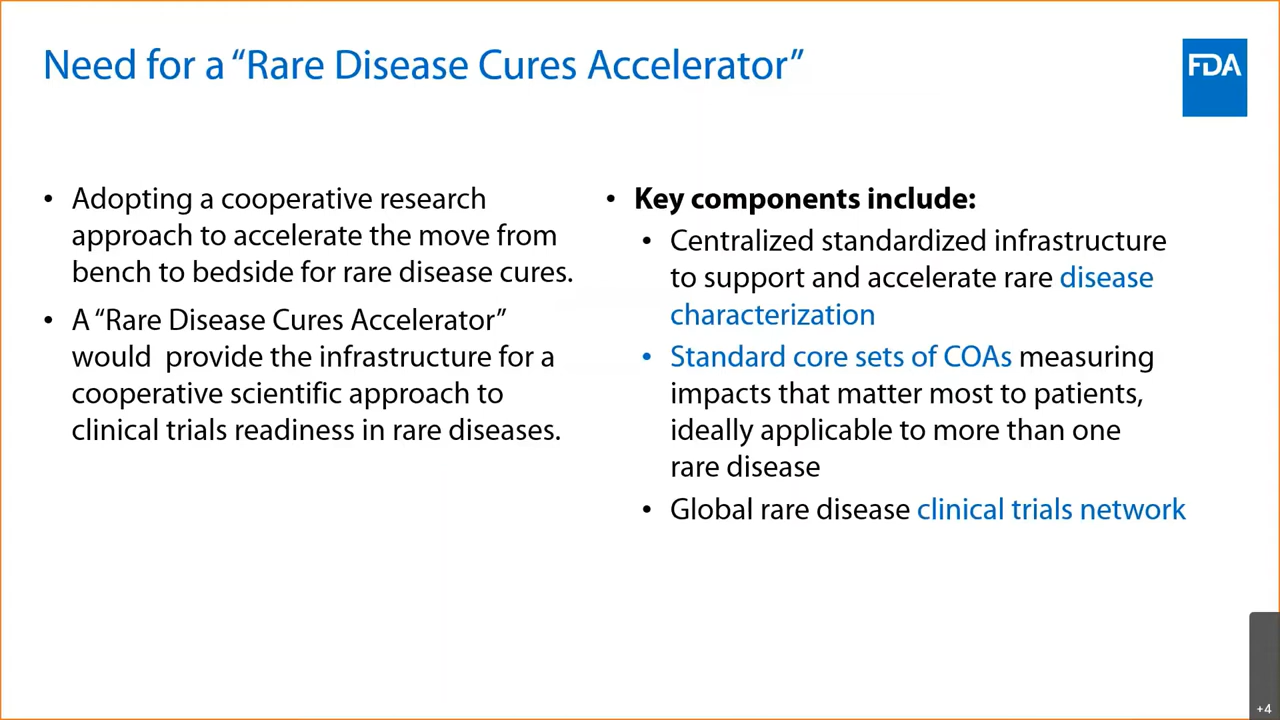 Need for a “Rare Disease Cures Accelerator”
FDA
• Adopting a cooperative research
approach to accelerate the move from
bench to bedside for rare disease cures.
• A “Rare Disease Cures Accelerator”
would provide the infrastructure for a
cooperative scientific approach to
clinical trials readiness in rare diseases.
• Key components include:
• Centralized standardized infrastructure
to support and accelerate rare disease
characterization
• Standard core sets of COAs measuring
impacts that matter most to patients,
ideally applicable to more than one
rare disease
• Global rare disease clinical trials network
+4